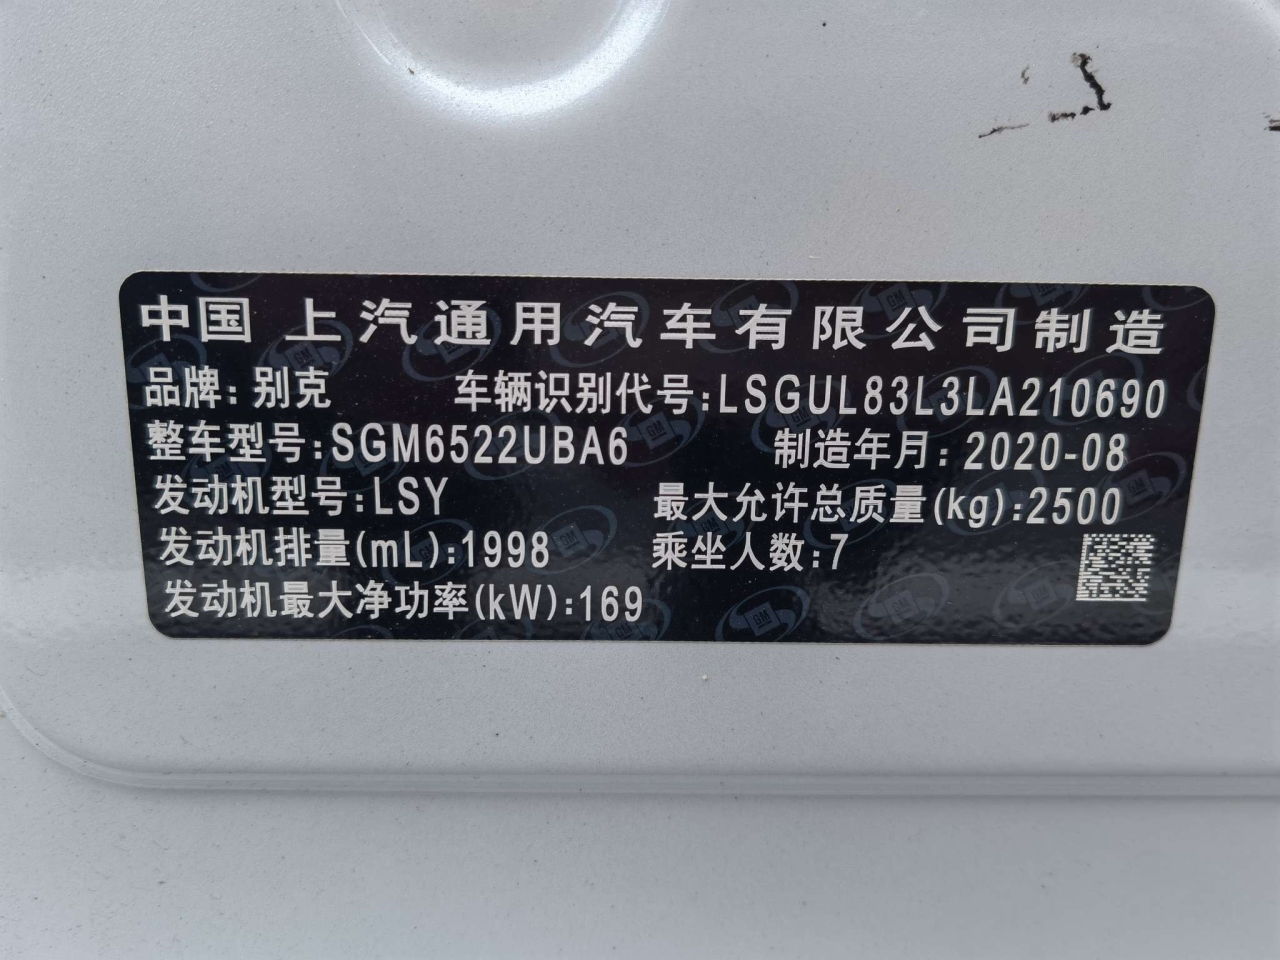 中国 上汽通用汽车有限公司制造
品牌: 别克 车辆识别代号:LSGUL83L3LA210690
整车型号:SGM6522UBA6 制造年月: 2020-08
发动机型号:LSY 最大允许总质量(kg):2500
发动机排量(mL):1998 乘坐人数:7
发动机最大净功率(kW):169